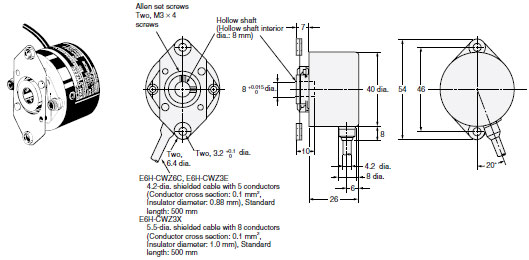 Allen set screws
Two, M3 × 4
screws
Hollow shaft
(Hollow shaft interior
dia.: 8 mm)
7
8 +0.015 0 dia.
40 dia.
54
46
8
10
Two,
6.4 dia.
Two, 3.2 +0.1 0 dia.
4.2 dia.
8 dia.
6
26
20°
E6H-CWZ6C, E6H-CWZ3E
4.2-dia. shielded cable with 5 conductors
(Conductor cross section: 0.1 mm²,
Insulator diameter: 0.88 mm), Standard
length: 500 mm
E6H-CWZ3X
5.5-dia. shielded cable with 8 conductors
(Conductor cross section: 0.1 mm²,
Insulator diameter: 1.0 mm), Standard
length: 500 mm